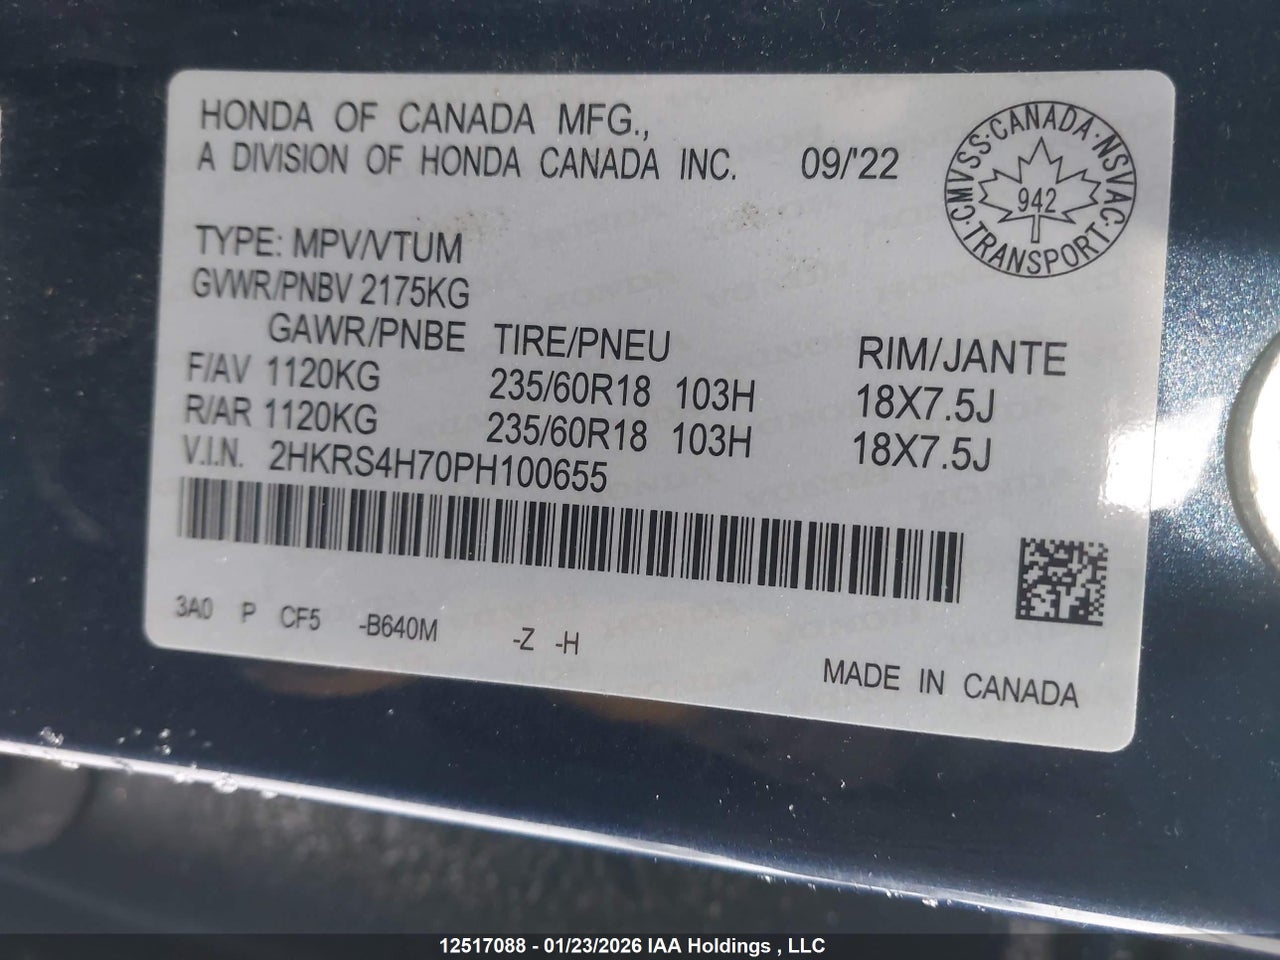 HONDA OF CANADA MFG.,
A DIVISION OF HONDA CANADA INC. 09/'22
CMVSS·CANADA·NSVAC·TRANSPORT·
942
TYPE: MPV/VTUM
GVWR/PNBV 2175KG
GAWR/PNBE TIRE/PNEU RIM/JANTE
F/AV 1120KG 235/60R18 103H 18X7.5J
R/AR 1120KG 235/60R18 103H 18X7.5J
V.I.N. 2HKRS4H70PH100655
3A0 P CF5 -B640M -Z -H
MADE IN CANADA
12517088 - 01/23/2026 IAA Holdings , LLC